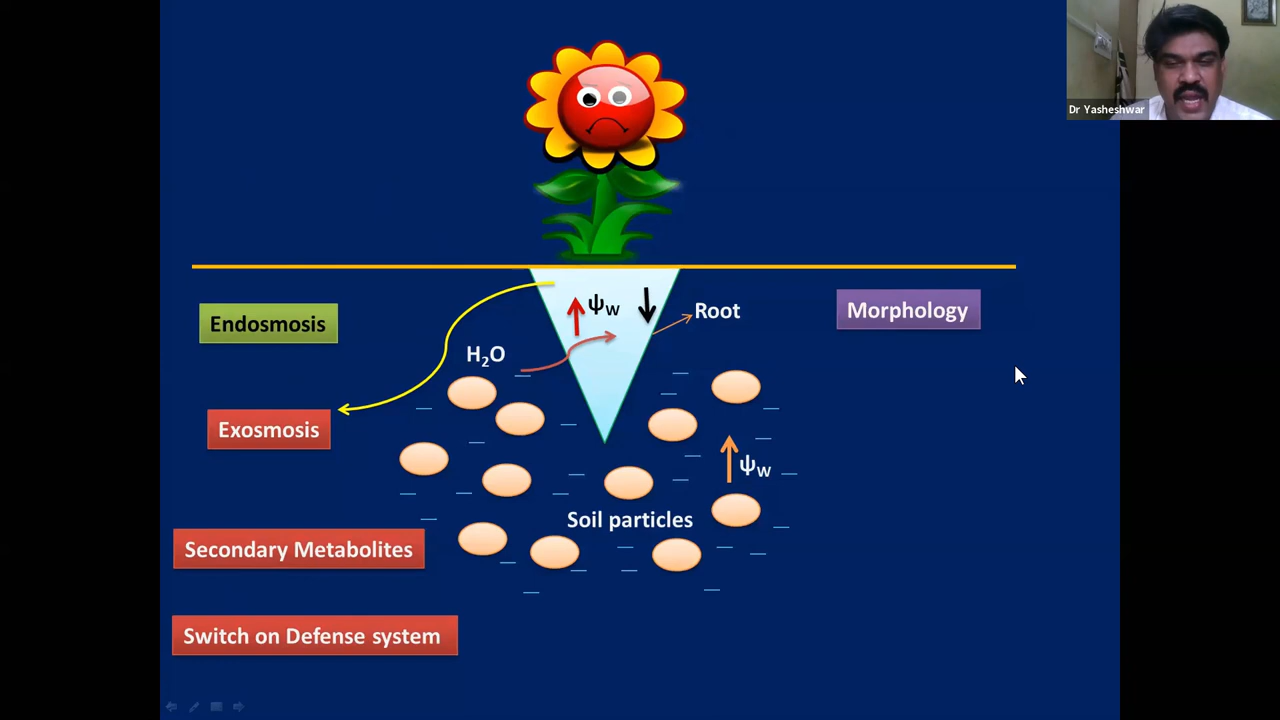 Dr Yasheshwar
Endosmosis
ψW
Root
Morphology
H2O
Exosmosis
ψW
Soil particles
Secondary Metabolites
Switch on Defense system